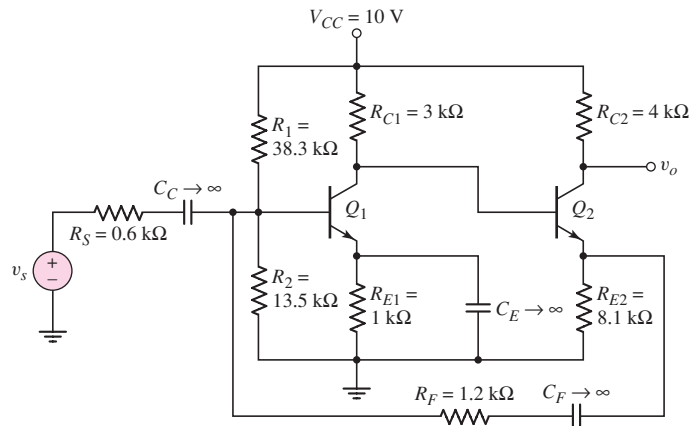 V_CC = 10 V
R_C1 = 3 kΩ
R_C2 = 4 kΩ
R_1 =
38.3 kΩ
v_o
C_C → ∞
Q_1
Q_2
R_S = 0.6 kΩ
v_s
+
−
R_2 =
13.5 kΩ
R_E1 =
1 kΩ
C_E → ∞
R_E2 =
8.1 kΩ
R_F = 1.2 kΩ
C_F → ∞